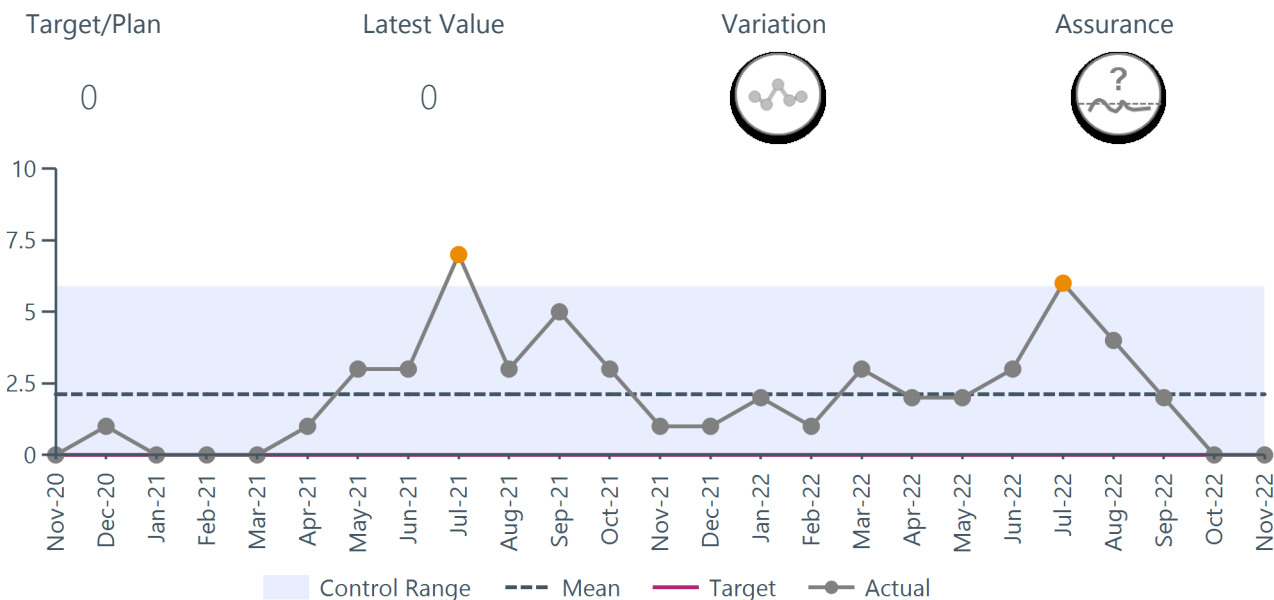 Target/Plan Latest Value Variation Assurance
0 0
?
10
7.5
5
2.5
0
Nov-20 Dec-20 Jan-21 Feb-21 Mar-21 Apr-21 May-21 Jun-21 Jul-21 Aug-21 Sep-21 Oct-21 Nov-21 Dec-21 Jan-22 Feb-22 Mar-22 Apr-22 May-22 Jun-22 Jul-22 Aug-22 Sep-22 Oct-22 Nov-22
Control Range Mean Target Actual